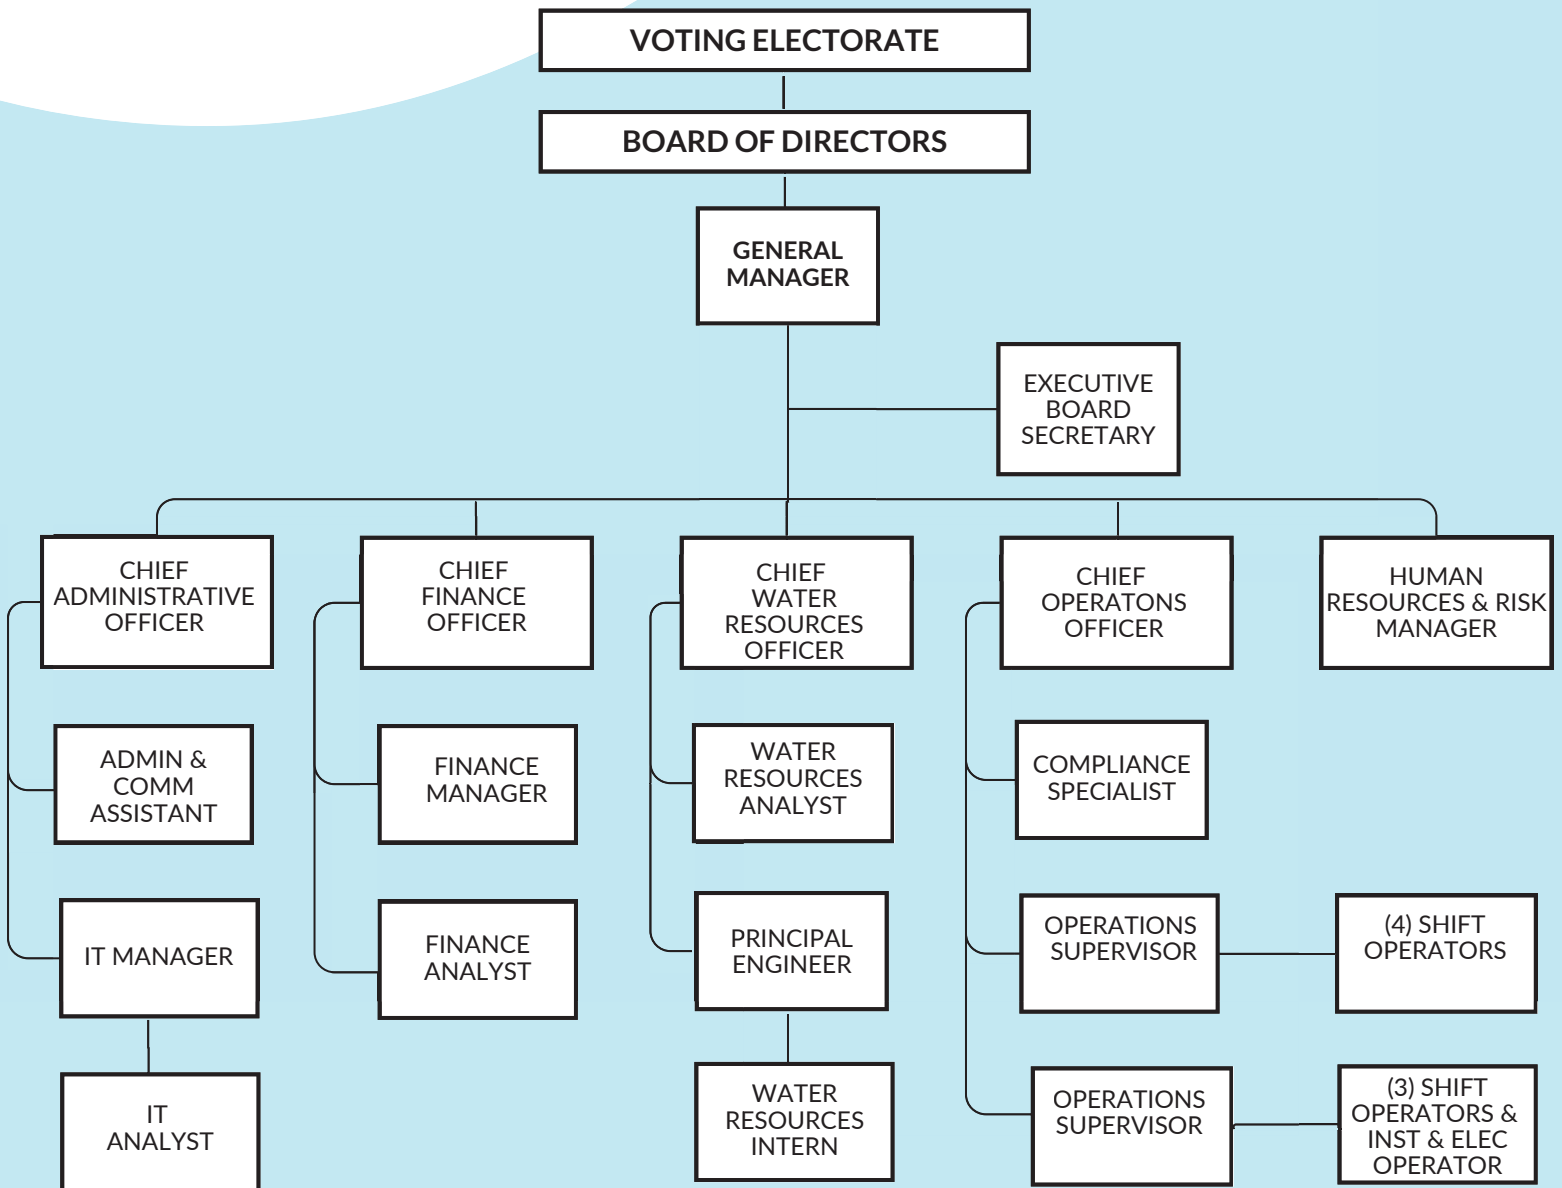 VOTING ELECTORATE
BOARD OF DIRECTORS
GENERAL
MANAGER
EXECUTIVE
BOARD
SECRETARY
CHIEF
ADMINISTRATIVE
OFFICER
CHIEF
FINANCE
OFFICER
CHIEF
WATER
RESOURCES
OFFICER
CHIEF
OPERATONS
OFFICER
HUMAN
RESOURCES & RISK
MANAGER
ADMIN &
COMM
ASSISTANT
FINANCE
MANAGER
WATER
RESOURCES
ANALYST
COMPLIANCE
SPECIALIST
IT MANAGER
FINANCE
ANALYST
PRINCIPAL
ENGINEER
OPERATIONS
SUPERVISOR
(4) SHIFT
OPERATORS
IT
ANALYST
WATER
RESOURCES
INTERN
OPERATIONS
SUPERVISOR
(3) SHIFT
OPERATORS &
INST & ELEC
OPERATOR